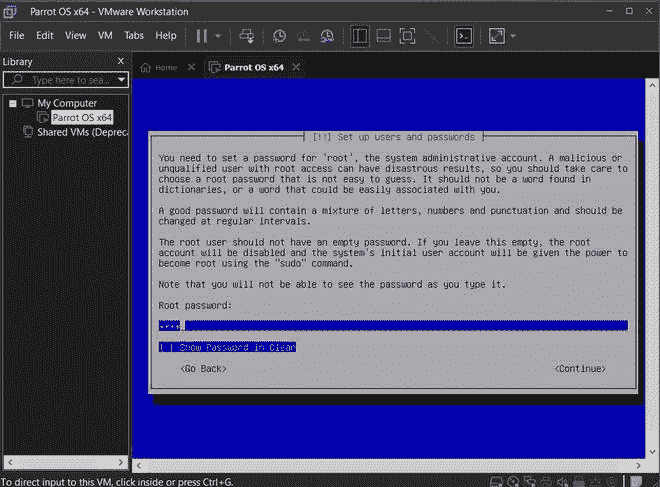 Parrot OS x64 - VMware Workstation
File Edit View VM Tabs Help
Library
Type here to sea...
Home
Parrot OS x64
My Computer
Parrot OS x64
Shared VMs (Depreca
[!!] Set up users and passwords
You need to set a password for 'root', the system administrative account. A malicious or
unqualified user with root access can have disastrous results, so you should take care to
choose a root password that is not easy to guess. It should not be a word found in
dictionaries, or a word that could be easily associated with you.
A good password will contain a mixture of letters, numbers and punctuation and should be
changed at regular intervals.
The root user should not have an empty password. If you leave this empty, the root
account will be disabled and the system's initial user account will be given the power to
become root using the "sudo" command.
Note that you will not be able to see the password as you type it.
Root password:
****
[ ] Show Password in Clear
<Go Back> <Continue>
To direct input to this VM, click inside or press Ctrl+G.